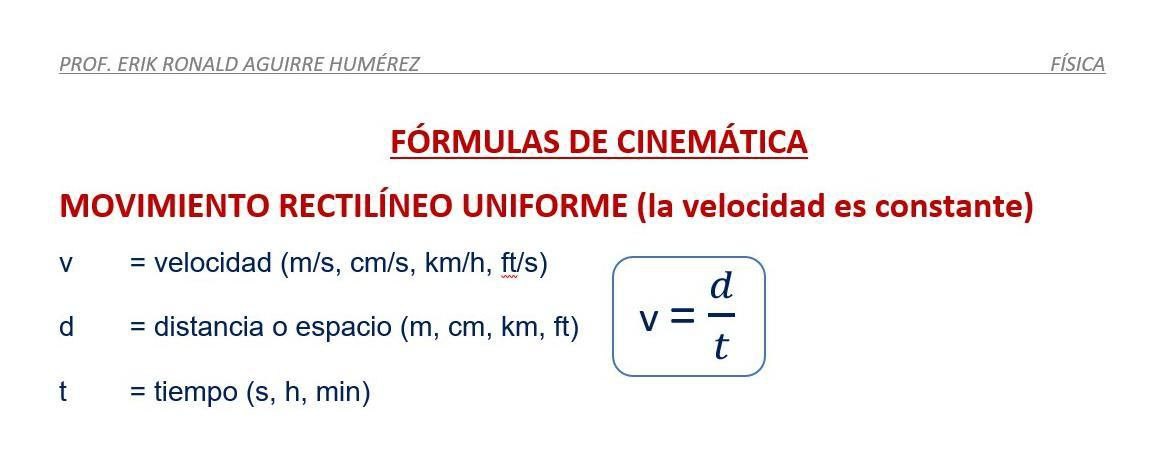 PROF. ERIK RONALD AGUIRRE HUMÉREZ FÍSICA
FÓRMULAS DE CINEMÁTICA
MOVIMIENTO RECTILÍNEO UNIFORME (la velocidad es constante)
v = velocidad (m/s, cm/s, km/h, ft/s)
d = distancia o espacio (m, cm, km, ft)
t = tiempo (s, h, min)
v = d/t